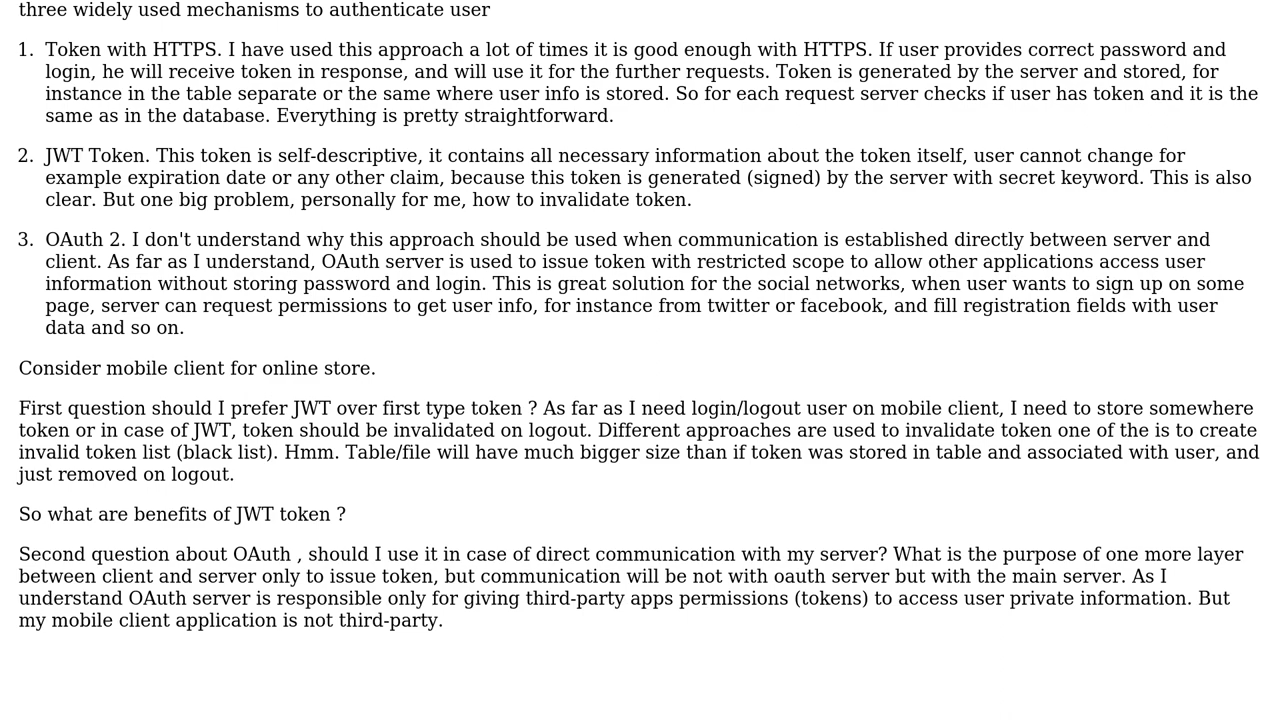 three widely used mechanisms to authenticate user
1. Token with HTTPS. I have used this approach a lot of times it is good enough with HTTPS. If user provides correct password and
login, he will receive token in response, and will use it for the further requests. Token is generated by the server and stored, for
instance in the table separate or the same where user info is stored. So for each request server checks if user has token and it is the
same as in the database. Everything is pretty straightforward.
2. JWT Token. This token is self-descriptive, it contains all necessary information about the token itself, user cannot change for
example expiration date or any other claim, because this token is generated (signed) by the server with secret keyword. This is also
clear. But one big problem, personally for me, how to invalidate token.
3. OAuth 2. I don't understand why this approach should be used when communication is established directly between server and
client. As far as I understand, OAuth server is used to issue token with restricted scope to allow other applications access user
information without storing password and login. This is great solution for the social networks, when user wants to sign up on some
page, server can request permissions to get user info, for instance from twitter or facebook, and fill registration fields with user
data and so on.
Consider mobile client for online store.
First question should I prefer JWT over first type token ? As far as I need login/logout user on mobile client, I need to store somewhere
token or in case of JWT, token should be invalidated on logout. Different approaches are used to invalidate token one of the is to create
invalid token list (black list). Hmm. Table/file will have much bigger size than if token was stored in table and associated with user, and
just removed on logout.
So what are benefits of JWT token ?
Second question about OAuth , should I use it in case of direct communication with my server? What is the purpose of one more layer
between client and server only to issue token, but communication will be not with oauth server but with the main server. As I
understand OAuth server is responsible only for giving third-party apps permissions (tokens) to access user private information. But
my mobile client application is not third-party.